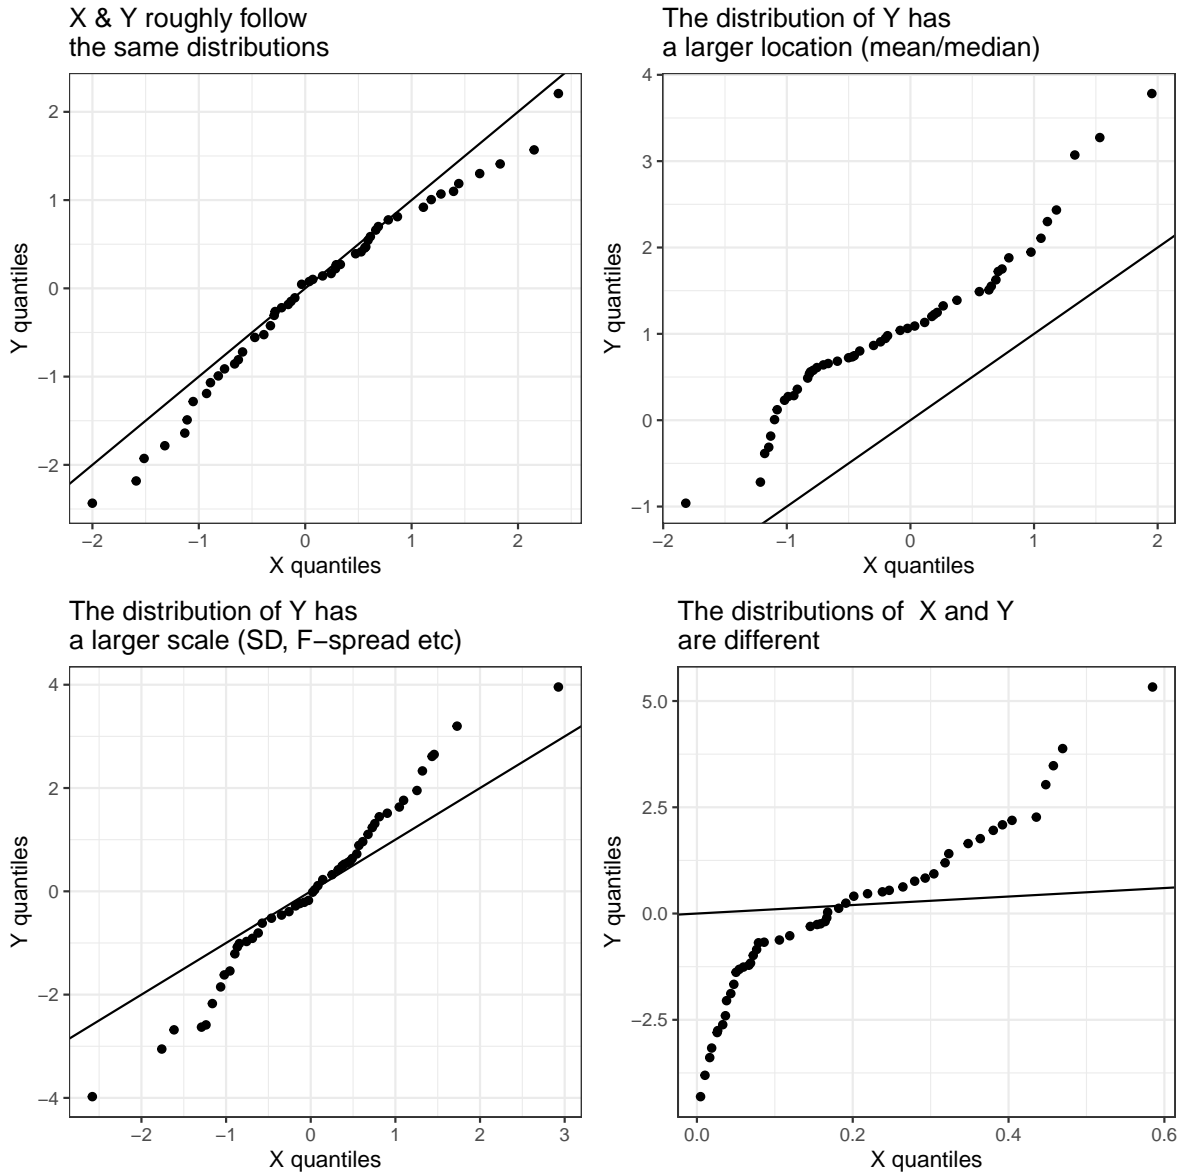 X & Y roughly follow
the same distributions
2
1
0
−1
−2
Y quantiles
−2 −1 0 1 2
X quantiles
The distribution of Y has
a larger location (mean/median)
4
3
2
1
0
−1
Y quantiles
−2 −1 0 1 2
X quantiles
The distribution of Y has
a larger scale (SD, F−spread etc)
4
2
0
−2
−4
Y quantiles
−2 −1 0 1 2 3
X quantiles
The distributions of  X and Y
are different
5.0
2.5
0.0
−2.5
Y quantiles
0.0 0.2 0.4 0.6
X quantiles